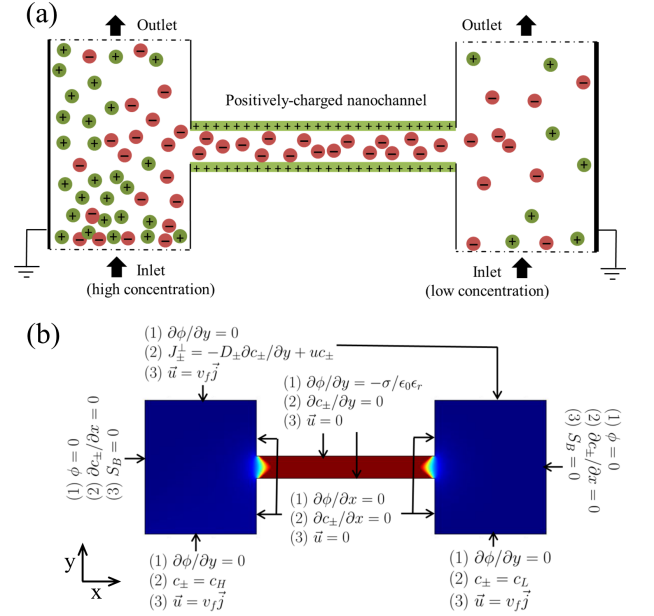 (a)
Outlet
Outlet
Positively-charged nanochannel
Inlet
(high concentration)
Inlet
(low concentration)
(b)
(1) ∂ϕ/∂y = 0
(2) J±⊥ = −D±∂c±/∂y + uc±
(3) u⃗ = v_f j⃗
(1) ∂ϕ/∂y = −σ/ϵ₀ϵᵣ
(2) ∂c±/∂y = 0
(3) u⃗ = 0
(1) ϕ = 0
(2) ∂c±/∂x = 0
(3) S_B = 0
(1) ϕ = 0
(2) ∂c±/∂x = 0
(3) S_B = 0
(1) ∂ϕ/∂x = 0
(2) ∂c±/∂x = 0
(3) u⃗ = 0
(1) ∂ϕ/∂y = 0
(2) c± = c_H
(3) u⃗ = v_f j⃗
(1) ∂ϕ/∂y = 0
(2) c± = c_L
(3) u⃗ = v_f j⃗
y
x